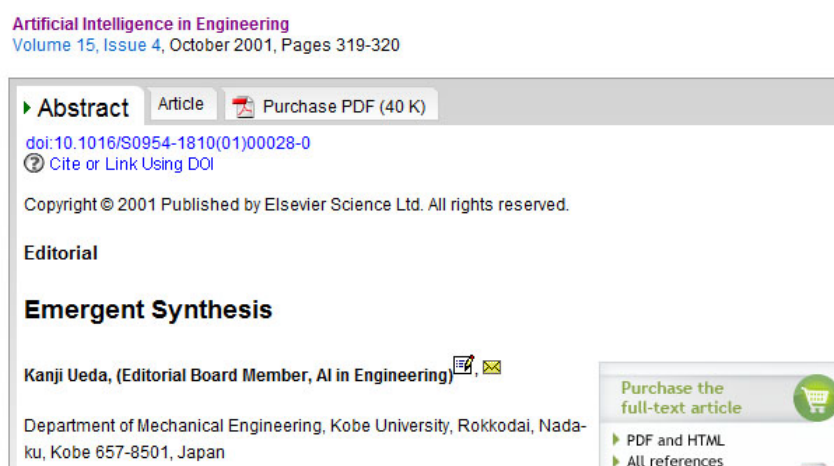 Artificial Intelligence in Engineering
Volume 15, Issue 4, October 2001, Pages 319-320
Abstract Article Purchase PDF (40 K)
doi:10.1016/S0954-1810(01)00028-0
Cite or Link Using DOI
Copyright © 2001 Published by Elsevier Science Ltd. All rights reserved.
Editorial
Emergent Synthesis
Kanji Ueda, (Editorial Board Member, AI in Engineering) ,
Department of Mechanical Engineering, Kobe University, Rokkodai, Nada-
ku, Kobe 657-8501, Japan
Purchase the
full-text article
PDF and HTML
All references